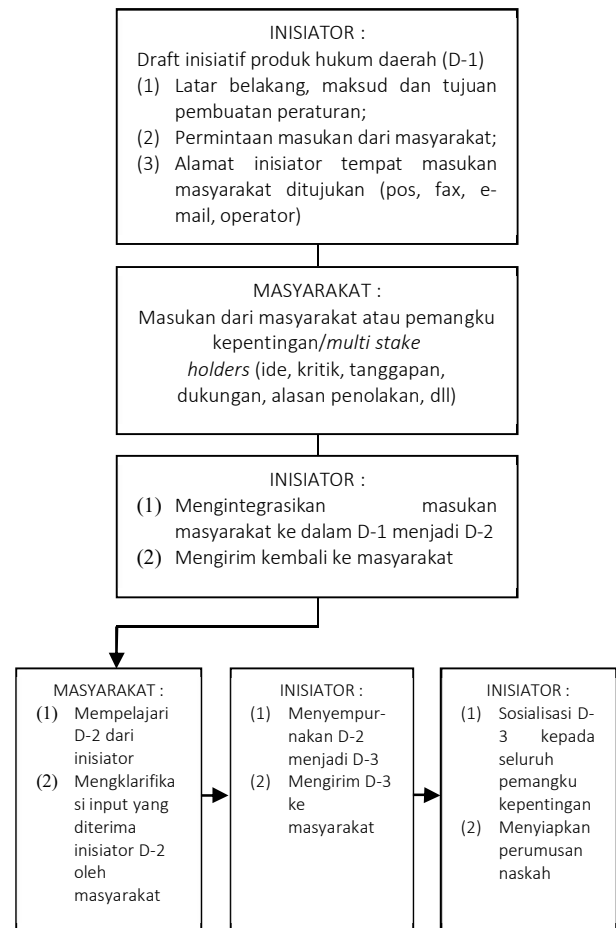 INISIATOR :
Draft inisiatif produk hukum daerah (D-1)
(1) Latar belakang, maksud dan tujuan
pembuatan peraturan;
(2) Permintaan masukan dari masyarakat;
(3) Alamat inisiator tempat masukan
masyarakat ditujukan (pos, fax, e-
mail, operator)
MASYARAKAT :
Masukan dari masyarakat atau pemangku
kepentingan/multi stake
holders (ide, kritik, tanggapan,
dukungan, alasan penolakan, dll)
INISIATOR :
(1) Mengintegrasikan masukan
masyarakat ke dalam D-1 menjadi D-2
(2) Mengirim kembali ke masyarakat
MASYARAKAT :
(1) Mempelajari
D-2 dari
inisiator
(2) Mengklarifika
si input yang
diterima
inisiator D-2
oleh
masyarakat
INISIATOR :
(1) Menyempur-
nakan D-2
menjadi D-3
(2) Mengirim D-3
ke
masyarakat
INISIATOR :
(1) Sosialisasi D-
3 kepada
seluruh
pemangku
kepentingan
(2) Menyiapkan
perumusan
naskah